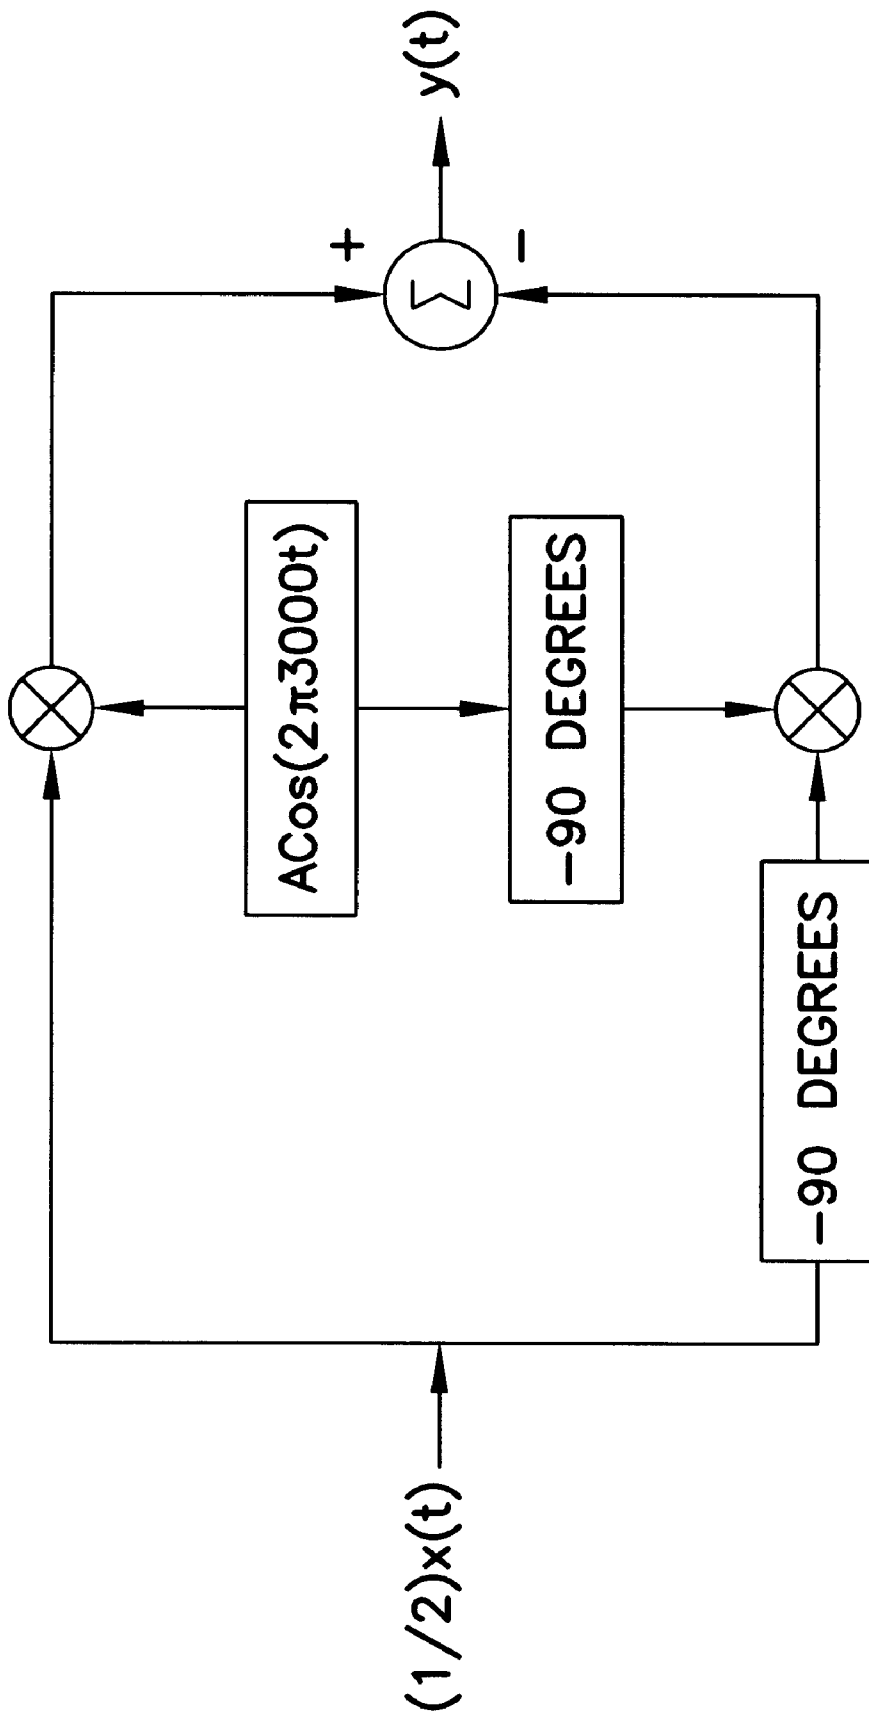 (1/2)x(t)
-90 DEGREES
ACos(2π3000t)
-90 DEGREES
+
Σ
-
y(t)